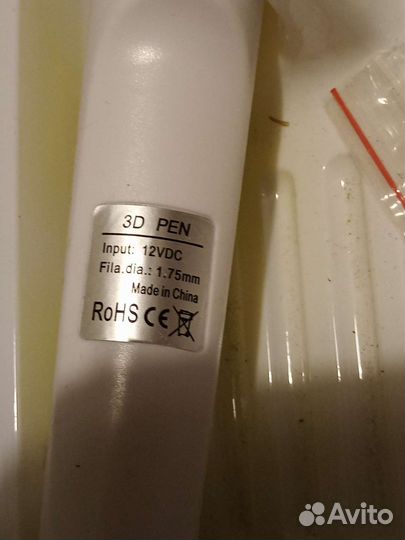 3D PEN
Input: 12VDC
Fila.dia.: 1.75mm
Made in China
RoHS CE
Avito